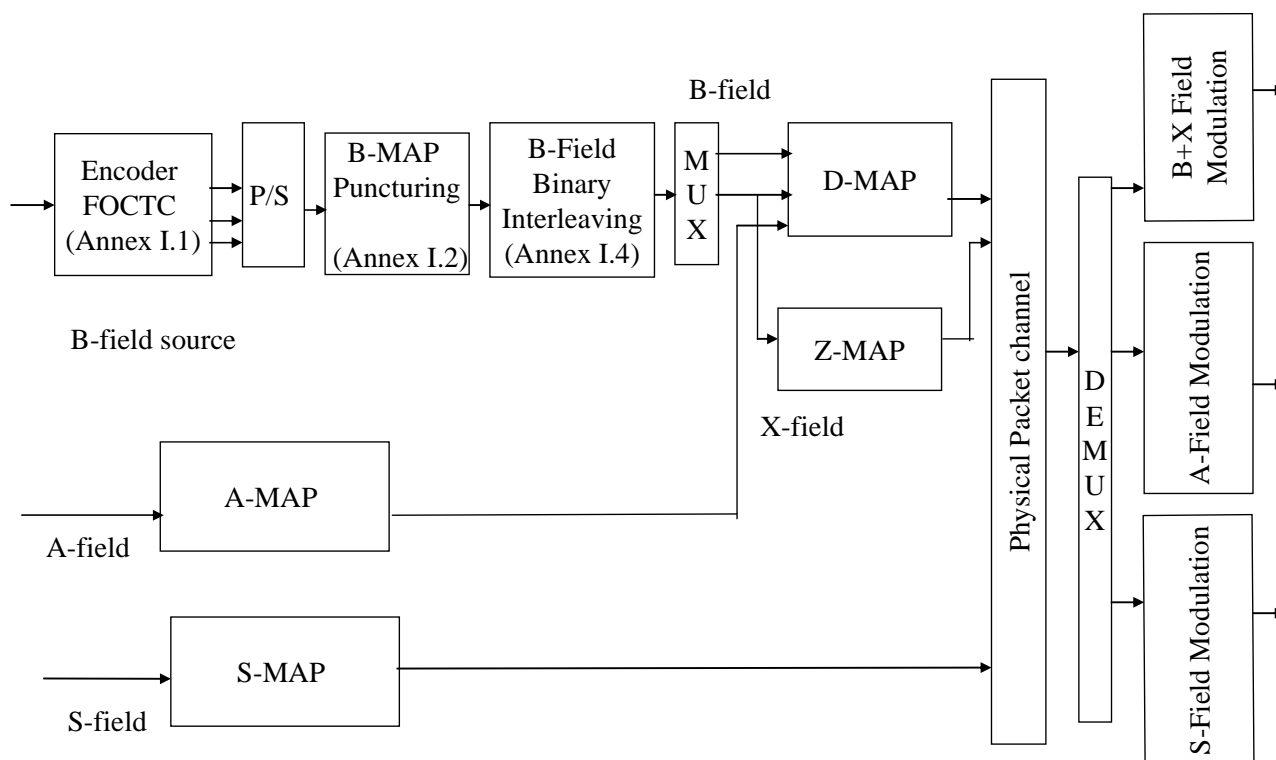 B-field
Encoder
FOCTC
(Annex I.1)
P/S
B-MAP
Puncturing
(Annex I.2)
B-Field
Binary
Interleaving
(Annex I.4)
M
U
X
D-MAP
B-field source
Z-MAP
X-field
A-MAP
A-field
S-MAP
S-field
Physical Packet channel
D
E
M
U
X
B+X Field
Modulation
A-Field Modulation
S-Field Modulation